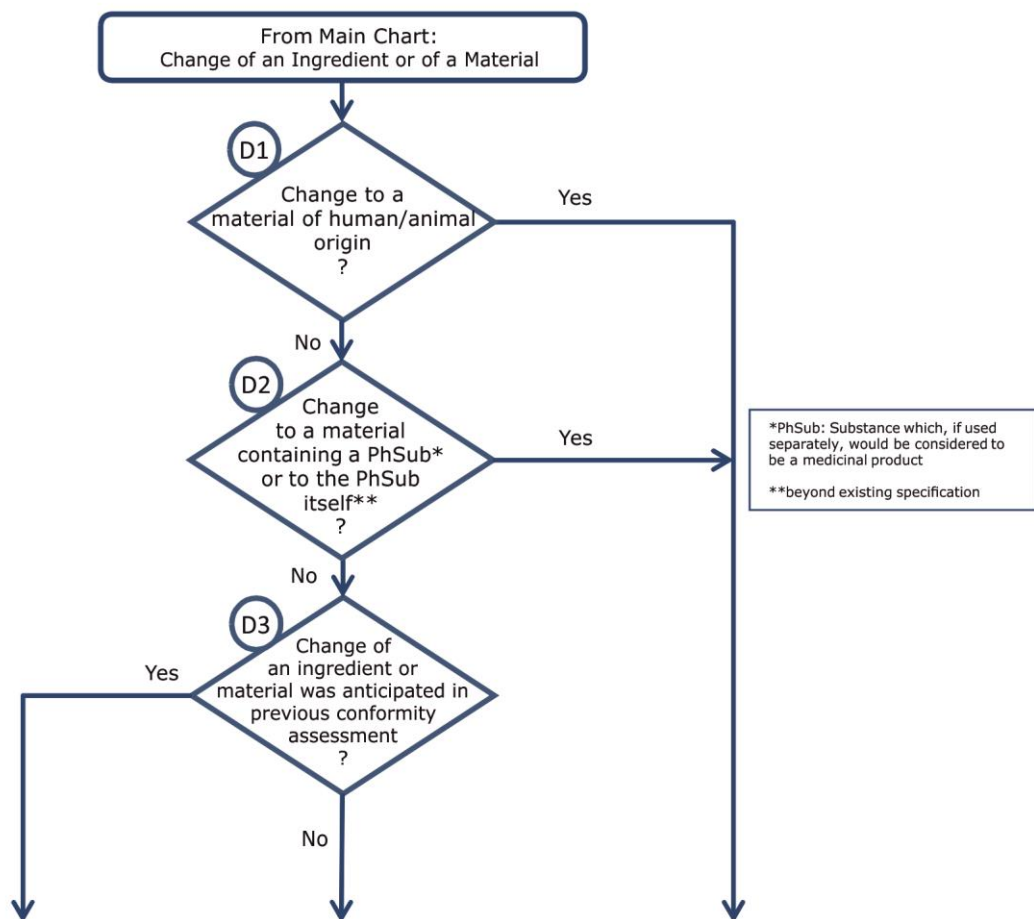 From Main Chart:
Change of an Ingredient or of a Material
D1
Change to a
material of human/animal
origin
?
Yes
No
D2
Change
to a material
containing a PhSub*
or to the PhSub
itself**
?
Yes
*PhSub: Substance which, if used
separately, would be considered to
be a medicinal product
**beyond existing specification
No
D3
Change of
an ingredient or
material was anticipated in
previous conformity
assessment
?
Yes
No